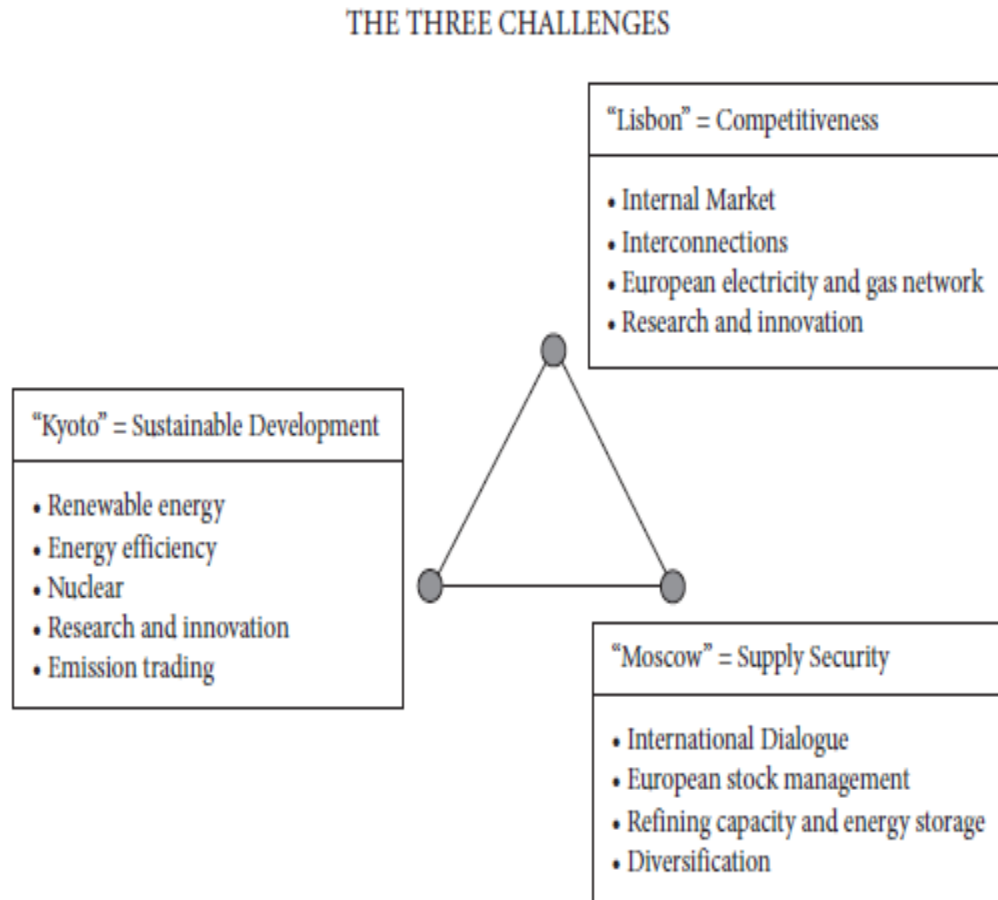 THE THREE CHALLENGES
“Lisbon” = Competitiveness
• Internal Market
• Interconnections
• European electricity and gas network
• Research and innovation
“Kyoto” = Sustainable Development
• Renewable energy
• Energy efficiency
• Nuclear
• Research and innovation
• Emission trading
“Moscow” = Supply Security
• International Dialogue
• European stock management
• Refining capacity and energy storage
• Diversification